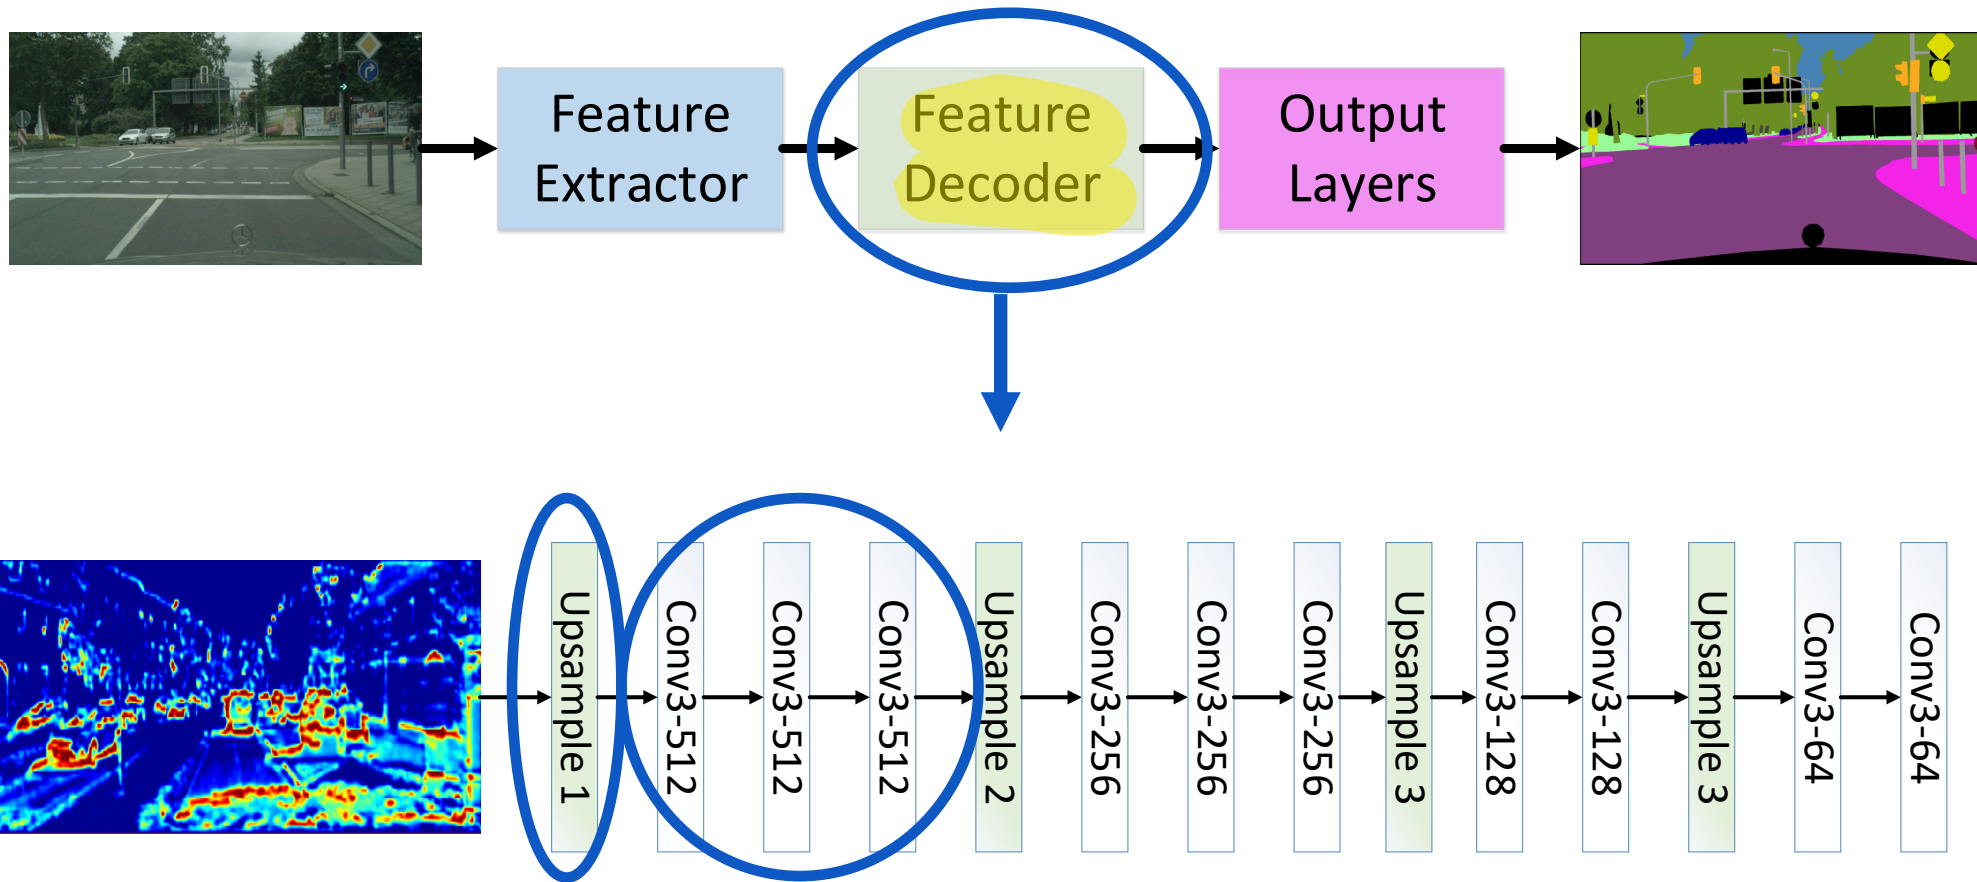 Feature
Extractor
Feature
Decoder
Output
Layers
Upsample 1
Conv3-512
Conv3-512
Conv3-512
Upsample 2
Conv3-256
Conv3-256
Conv3-256
Upsample 3
Conv3-128
Conv3-128
Upsample 3
Conv3-64
Conv3-64